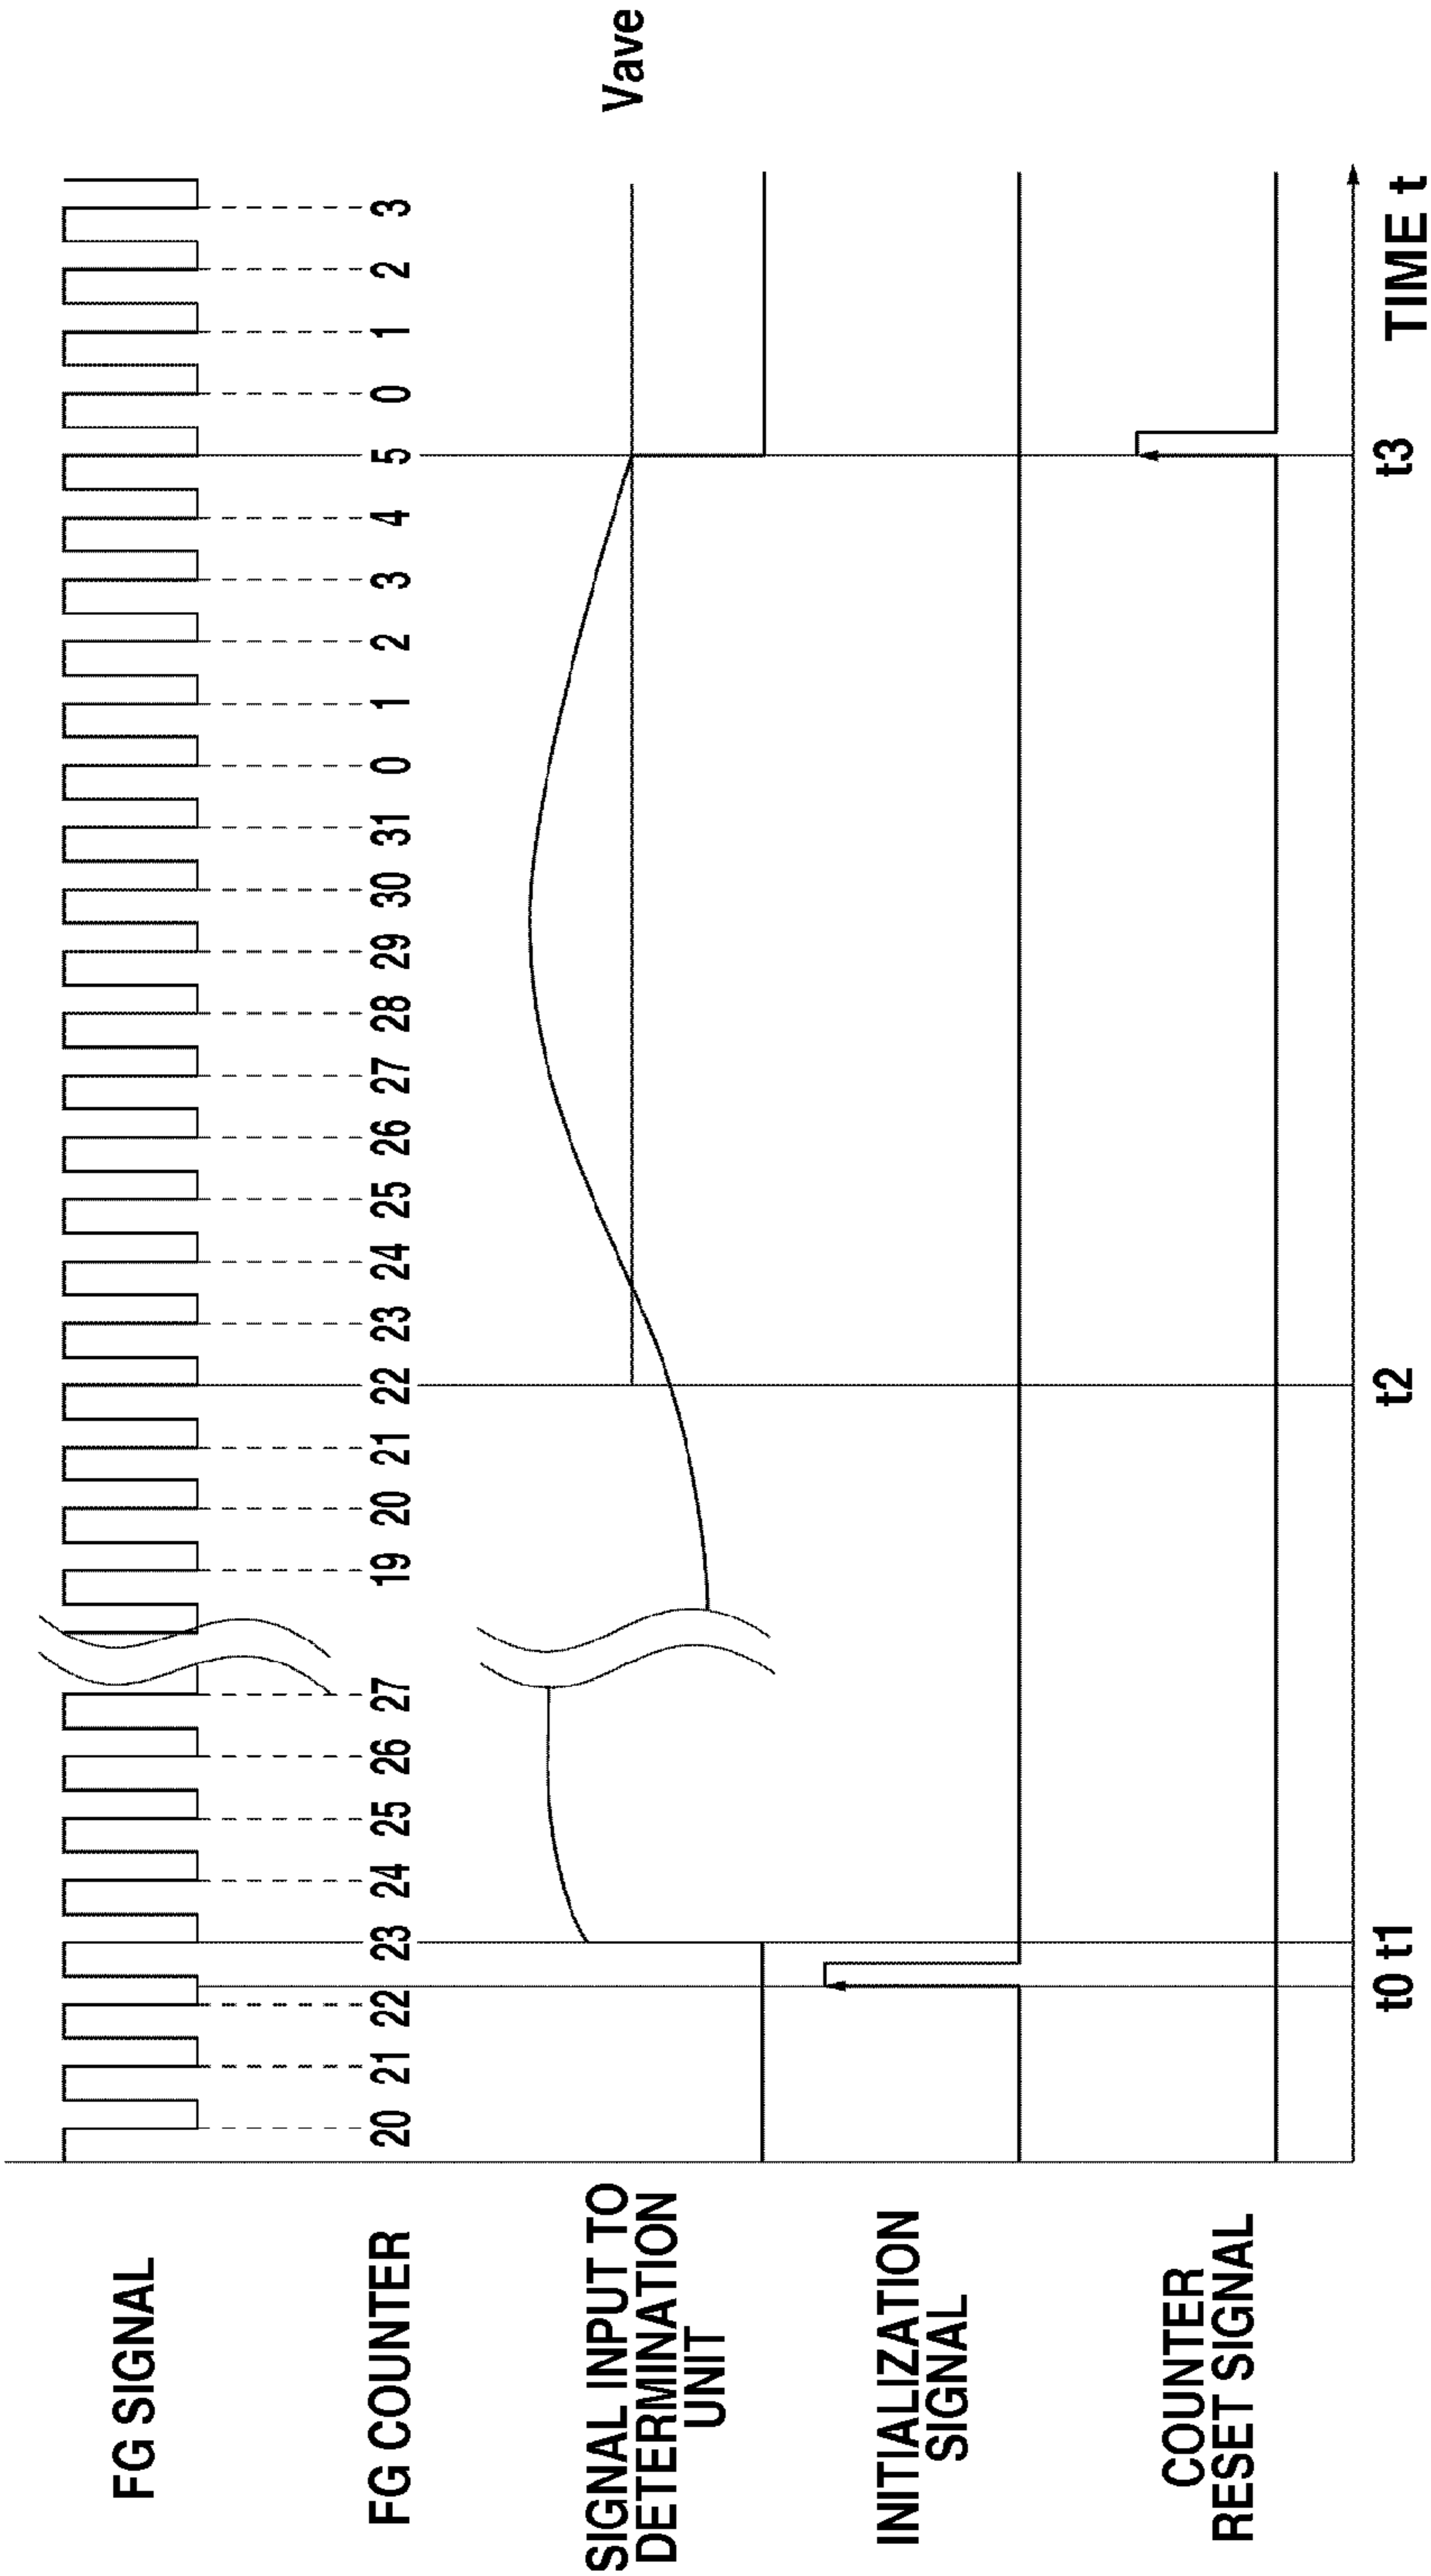 FG SIGNAL
FG COUNTER
20 21 22 23 24 25 26 27 19 20 21 22 23 24 25 26 27 28 29 30 31 0 1 2 3 4 5 0 1 2 3
SIGNAL INPUT TO
DETERMINATION
UNIT
Vave
INITIALIZATION
SIGNAL
COUNTER
RESET SIGNAL
t0 t1 t2 t3
TIME t